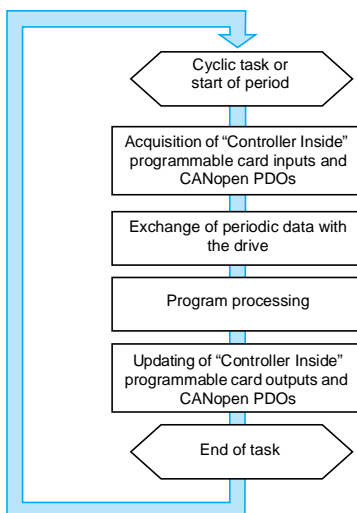 Cyclic task or
start of period
Acquisition of “Controller Inside”
programmable card inputs and
CANopen PDOs
Exchange of periodic data with
the drive
Program processing
Updating of “Controller Inside”
programmable card outputs and
CANopen PDOs
End of task